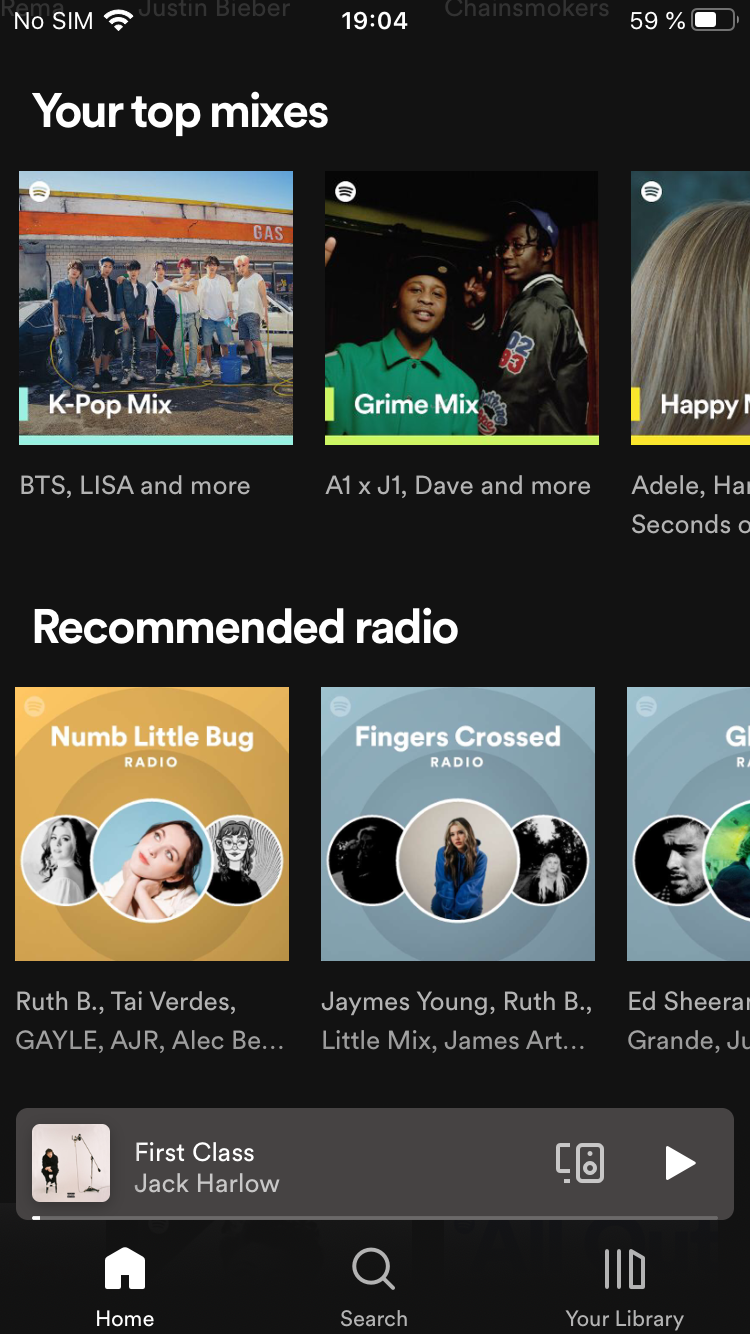 Rema
Justin Bieber
Chainsmokers
No SIM
19:04
59 %
Your top mixes
GAS
K-Pop Mix
Grime Mix
Happy
BTS, LISA and more
A1 x J1, Dave and more
Adele, Har
Seconds o
Recommended radio
Numb Little Bug
RADIO
Fingers Crossed
RADIO
Gl
RA
Ruth B., Tai Verdes,
GAYLE, AJR, Alec Be...
Jaymes Young, Ruth B.,
Little Mix, James Art...
Ed Sheeran
Grande, Ju
First Class
Jack Harlow
Home
Search
Your Library